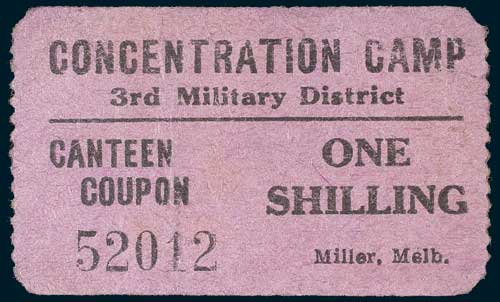 CONCENTRATION CAMP
3rd Military District
CANTEEN
COUPON
52012
ONE
SHILLING
Miller, Melb.